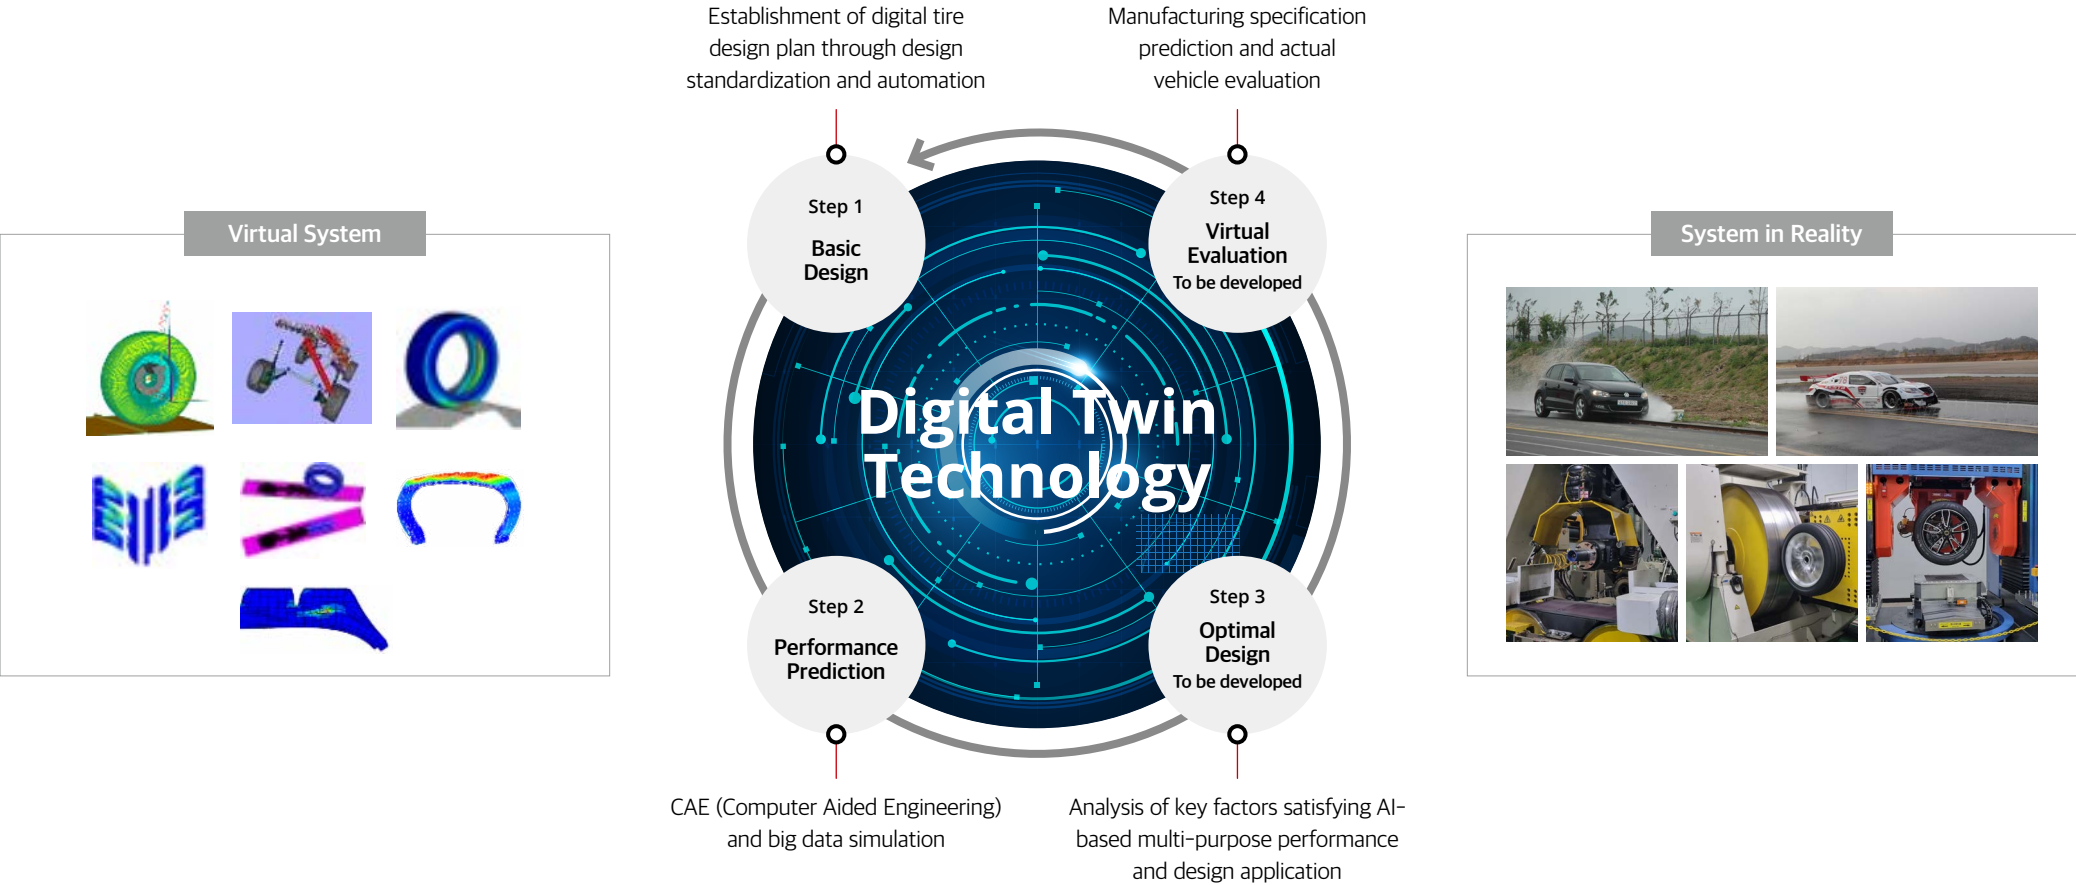 Establishment of digital tire
design plan through design
standardization and automation
Manufacturing specification
prediction and actual
vehicle evaluation
Virtual System
Step 1
Basic
Design
Step 4
Virtual
Evaluation
To be developed
System in Reality
Digital Twin
Technology
Step 2
Performance
Prediction
Step 3
Optimal
Design
To be developed
CAE (Computer Aided Engineering)
and big data simulation
Analysis of key factors satisfying AI-
based multi-purpose performance
and design application